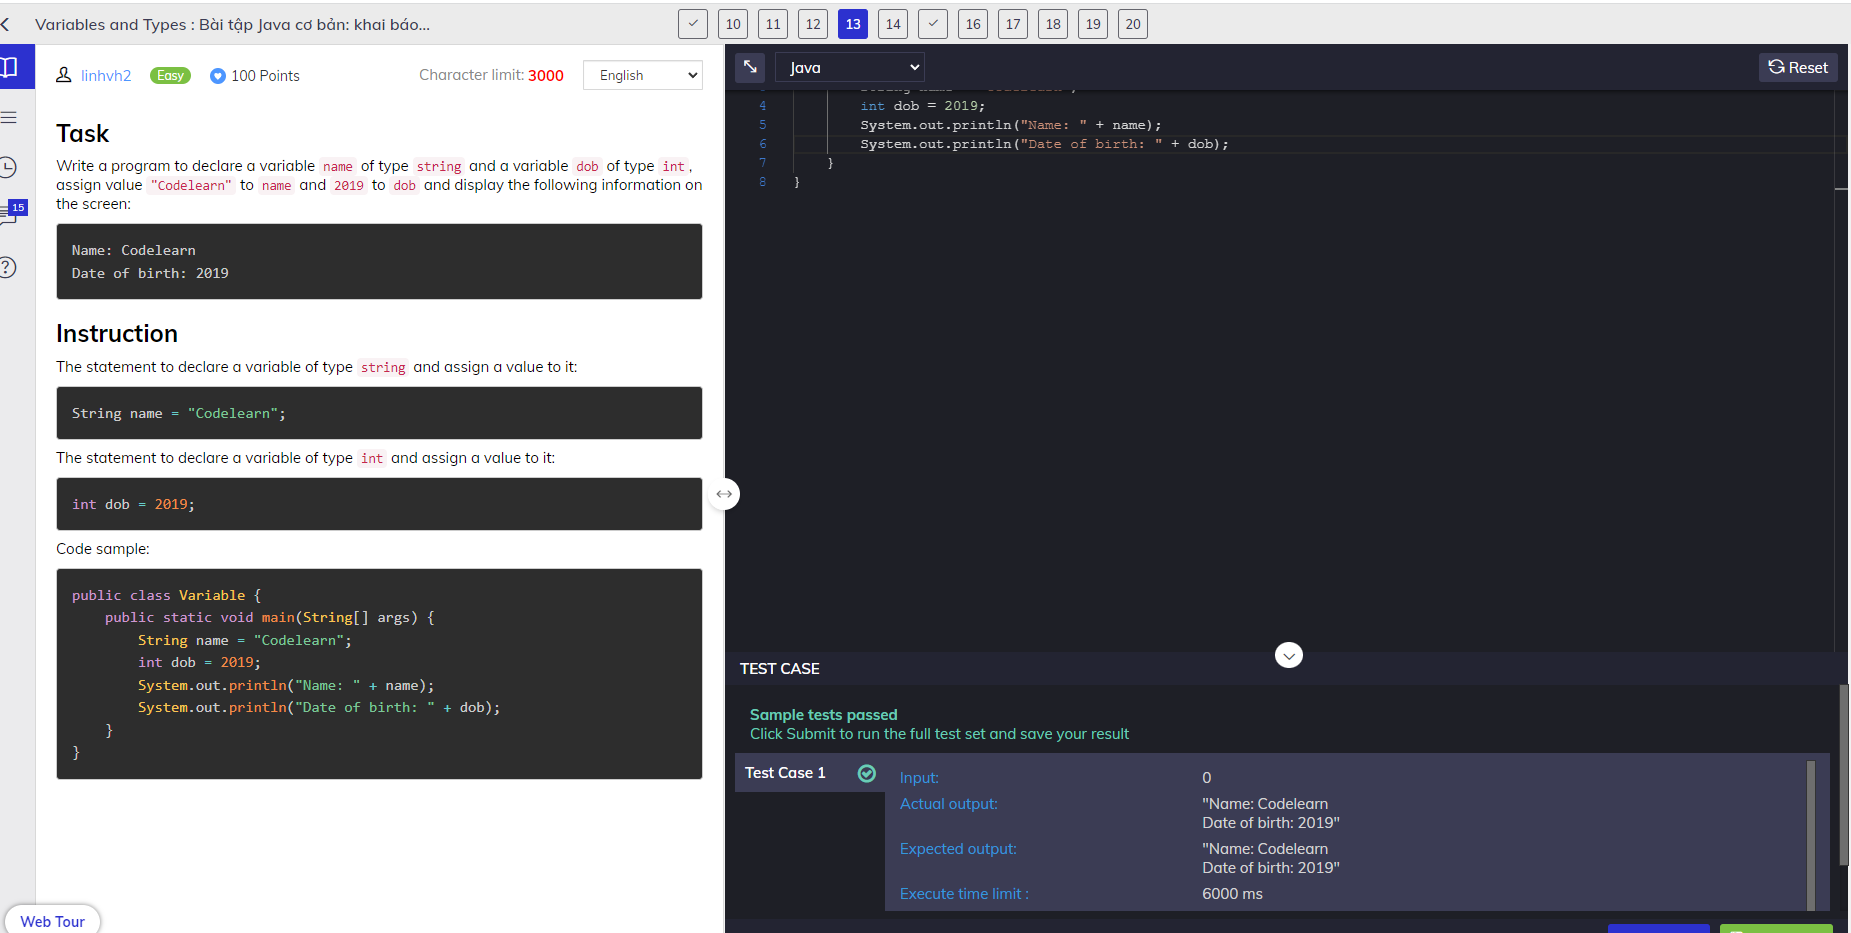 Variables and Types : Bài tập Java cơ bản: khai báo...
10 11 12 13 14 16 17 18 19 20
linhvh2 Easy 100 Points Character limit: 3000 English
15
Task
Write a program to declare a variable name of type string and a variable dob of type int,
assign value "Codelearn" to name and 2019 to dob and display the following information on
the screen:
Name: Codelearn
Date of birth: 2019
Instruction
The statement to declare a variable of type string and assign a value to it:
String name = "Codelearn";
The statement to declare a variable of type int and assign a value to it:
int dob = 2019;
Code sample:
public class Variable {
public static void main(String[] args) {
String name = "Codelearn";
int dob = 2019;
System.out.println("Name: " + name);
System.out.println("Date of birth: " + dob);
}
}
Web Tour
Java Reset
4 int dob = 2019;
5 System.out.println("Name: " + name);
6 System.out.println("Date of birth: " + dob);
7 }
8 }
TEST CASE
Sample tests passed
Click Submit to run the full test set and save your result
Test Case 1
Input: 0
Actual output: "Name: Codelearn
Date of birth: 2019"
Expected output: "Name: Codelearn
Date of birth: 2019"
Execute time limit : 6000 ms